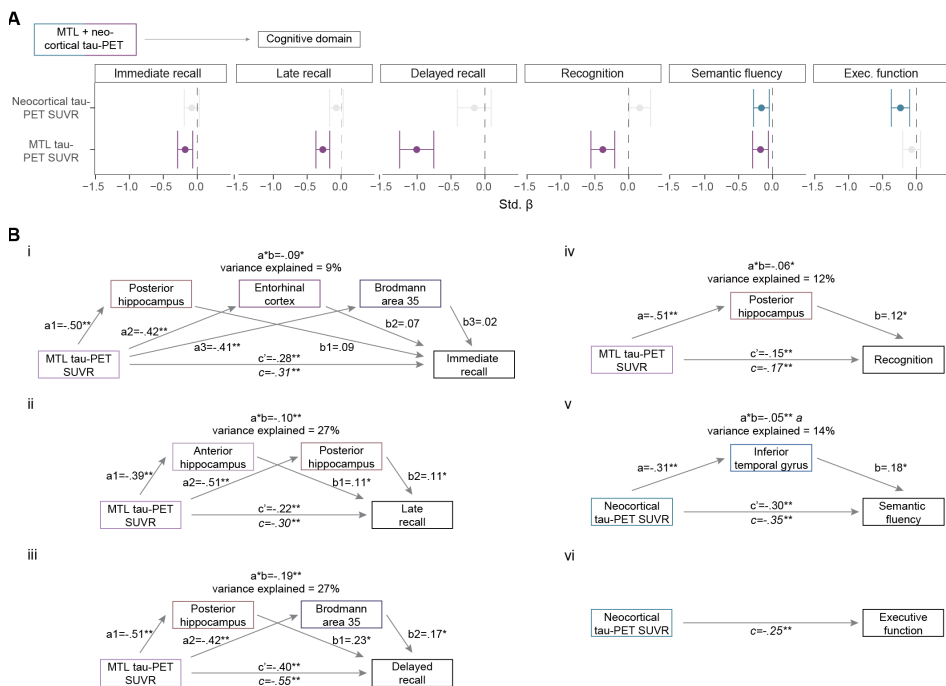 A
MTL + neo-
cortical tau-PET
Cognitive domain
Immediate recall
Late recall
Delayed recall
Recognition
Semantic fluency
Exec. function
Neocortical tau-
PET SUVR
MTL tau-
PET SUVR
−1.5 −1.0 −0.5 0.0
−1.5 −1.0 −0.5 0.0
−1.5 −1.0 −0.5 0.0
−1.5 −1.0 −0.5 0.0
−1.5 −1.0 −0.5 0.0
−1.5 −1.0 −0.5 0.0
Std. β
B
i
a*b=-.09*
variance explained = 9%
Posterior
hippocampus
Entorhinal
cortex
Brodmann
area 35
a1=-.50**
a2=-.42**
a3=-.41**
b1=.09
b2=.07
b3=.02
MTL tau-PET
SUVR
c'=-.28**
c=-.31**
Immediate
recall
ii
a*b=-.10**
variance explained = 27%
Anterior
hippocampus
Posterior
hippocampus
a1=-.39**
a2=-.51**
b1=.11*
b2=.11*
MTL tau-PET
SUVR
c'=-.22**
c=-.30**
Late
recall
iii
a*b=-.19**
variance explained = 27%
Posterior
hippocampus
Brodmann
area 35
a1=-.51**
a2=-.42**
b1=.23*
b2=.17*
MTL tau-PET
SUVR
c'=-.40**
c=-.55**
Delayed
recall
iv
a*b=-.06*
variance explained = 12%
Posterior
hippocampus
a=-.51**
b=.12*
MTL tau-PET
SUVR
c'=-.15**
c=-.17**
Recognition
v
a*b=-.05** a
variance explained = 14%
Inferior
temporal gyrus
a=-.31**
b=.18*
Neocortical
tau-PET SUVR
c'=-.30**
c=-.35**
Semantic
fluency
vi
Neocortical
tau-PET SUVR
c=-.25**
Executive
function